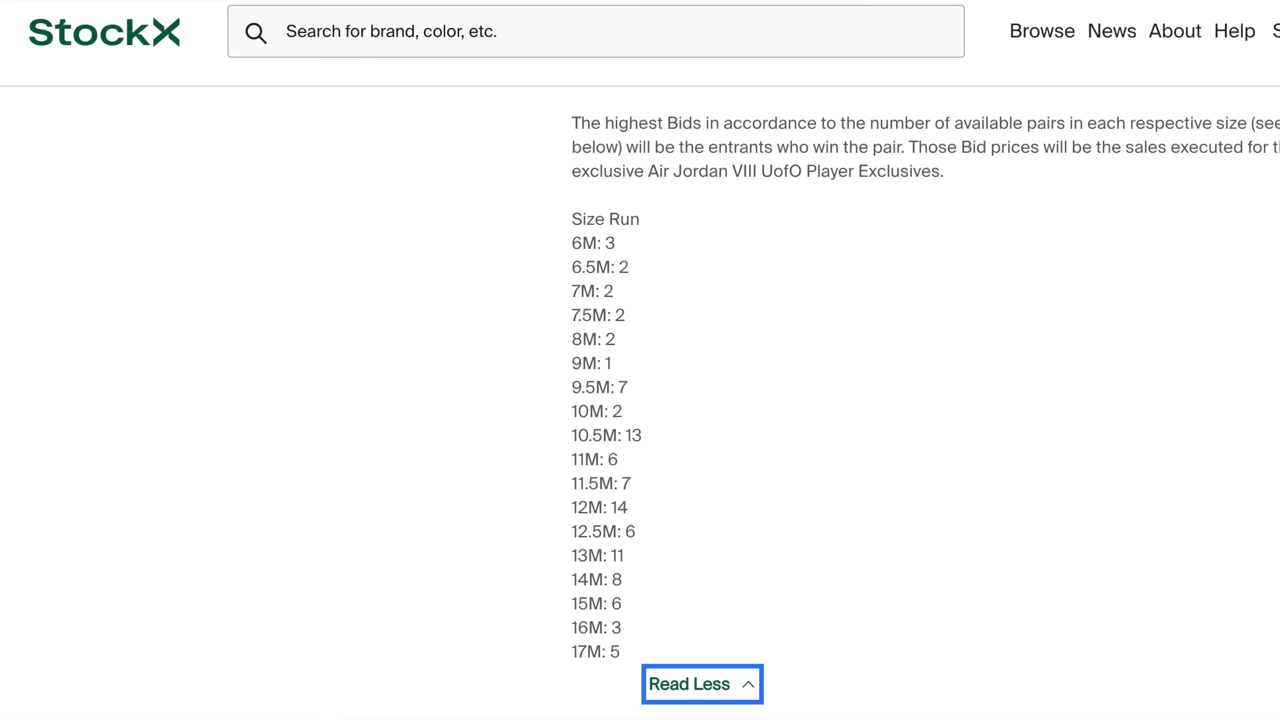 StockX
Search for brand, color, etc.
Browse News About Help
The highest Bids in accordance to the number of available pairs in each respective size (see
below) will be the entrants who win the pair. Those Bid prices will be the sales executed for
exclusive Air Jordan VIII UofO Player Exclusives.
Size Run
6M: 3
6.5M: 2
7M: 2
7.5M: 2
8M: 2
9M: 1
9.5M: 7
10M: 2
10.5M: 13
11M: 6
11.5M: 7
12M: 14
12.5M: 6
13M: 11
14M: 8
15M: 6
16M: 3
17M: 5
Read Less